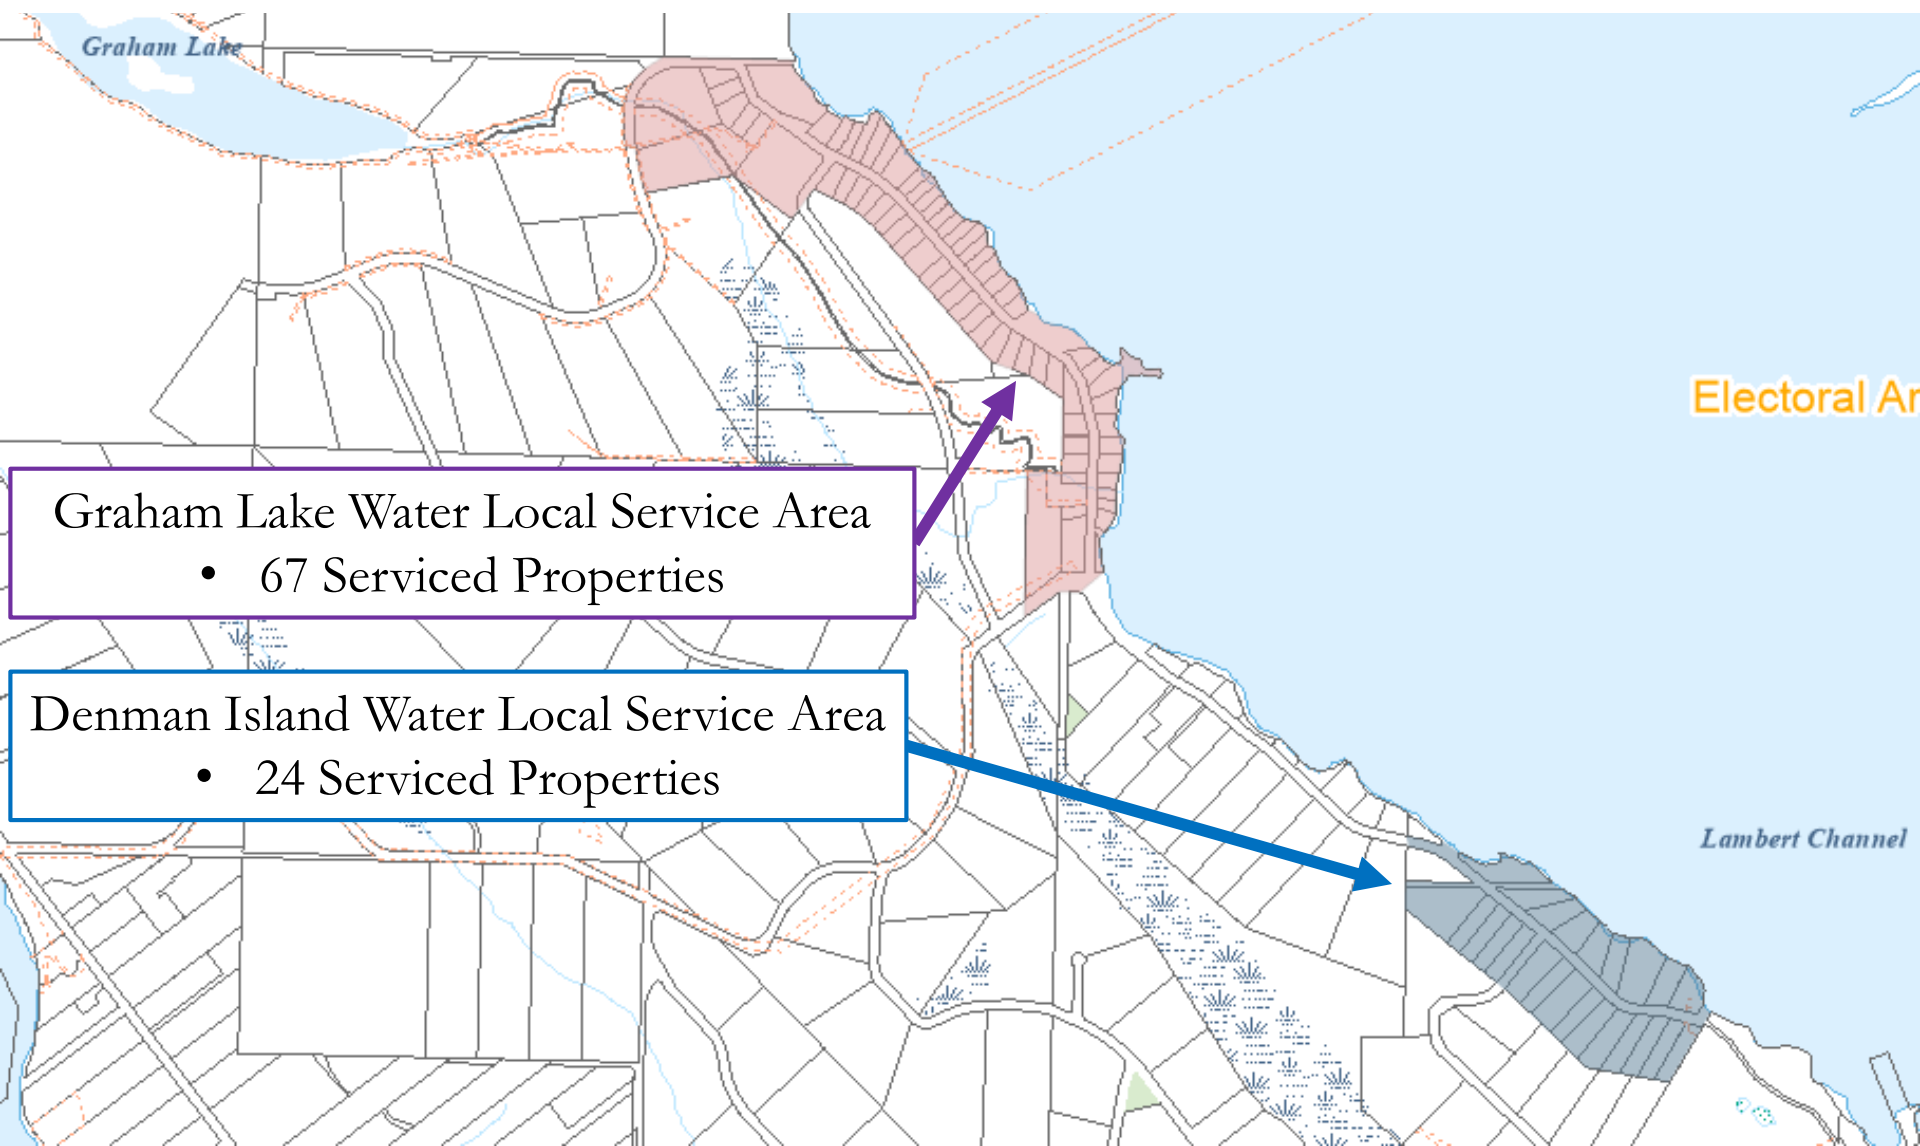 Graham Lake
Electoral Ar
Graham Lake Water Local Service Area
• 67 Serviced Properties
Denman Island Water Local Service Area
• 24 Serviced Properties
Lambert Channel